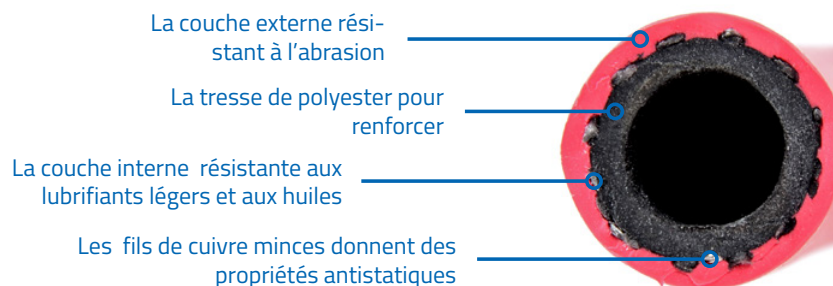 La couche externe rési-
stant à l'abrasion
La tresse de polyester pour
renforcer
La couche interne résistante aux
lubrifiants légers et aux huiles
Les fils de cuivre minces donnent des
propriétés antistatiques